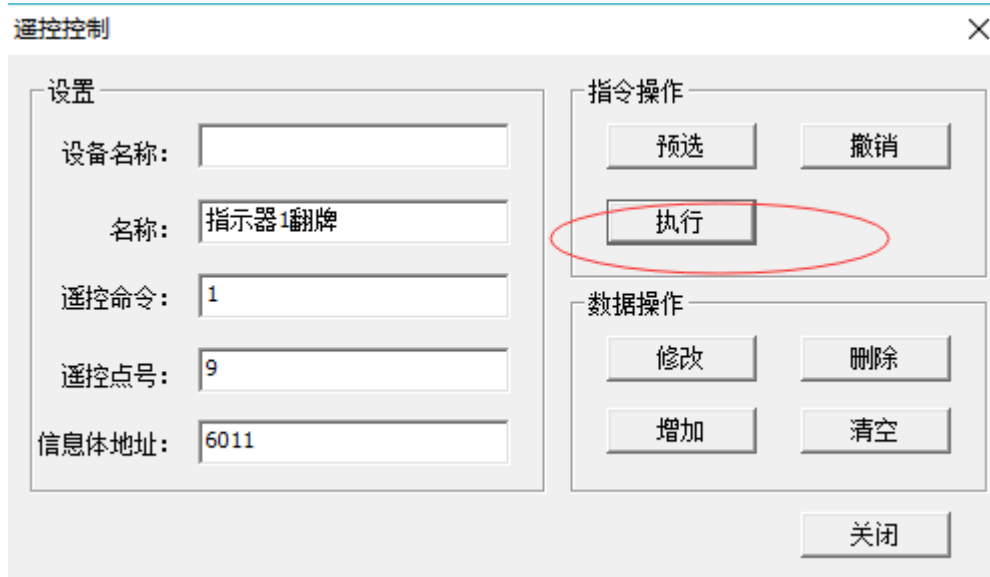 遥控控制
设置
设备名称：
名称： 指示器1翻牌
遥控命令： 1
遥控点号： 9
信息体地址： 6011
指令操作
预选 撤销
执行
数据操作
修改 删除
增加 清空
关闭